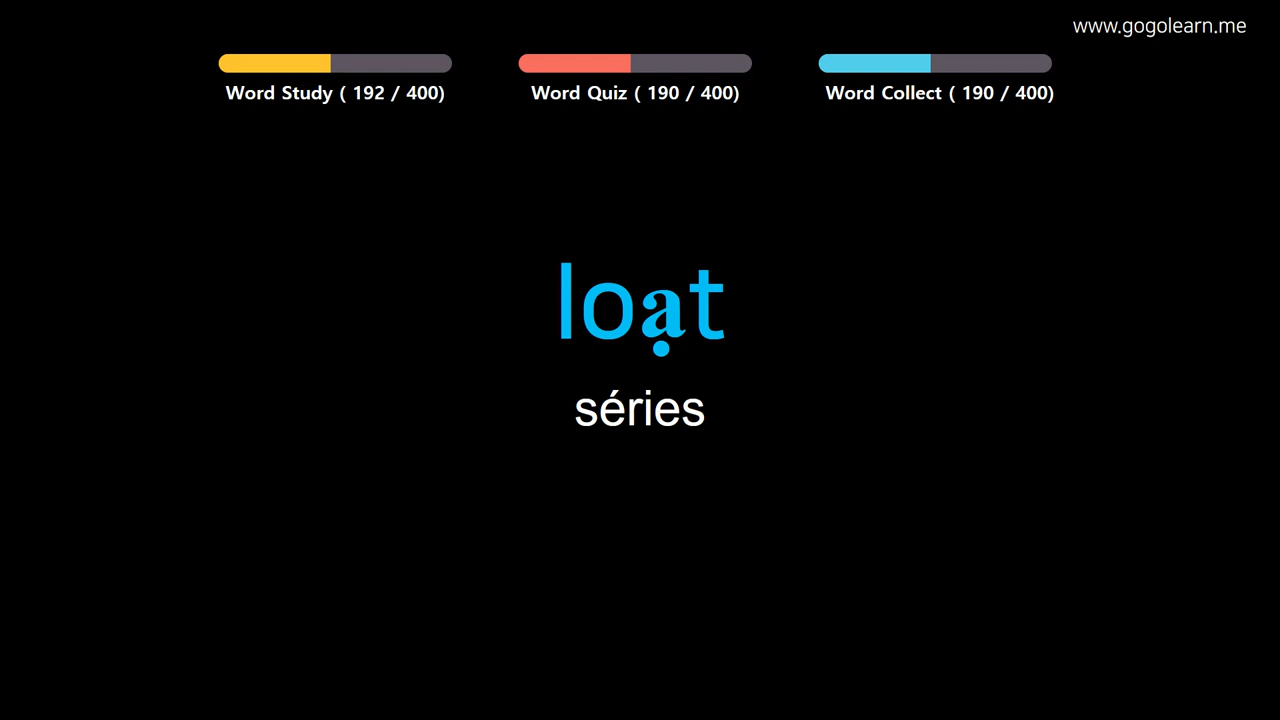 www.gogolearn.me
Word Study ( 192 / 400)
Word Quiz ( 190 / 400)
Word Collect ( 190 / 400)
loạt
séries